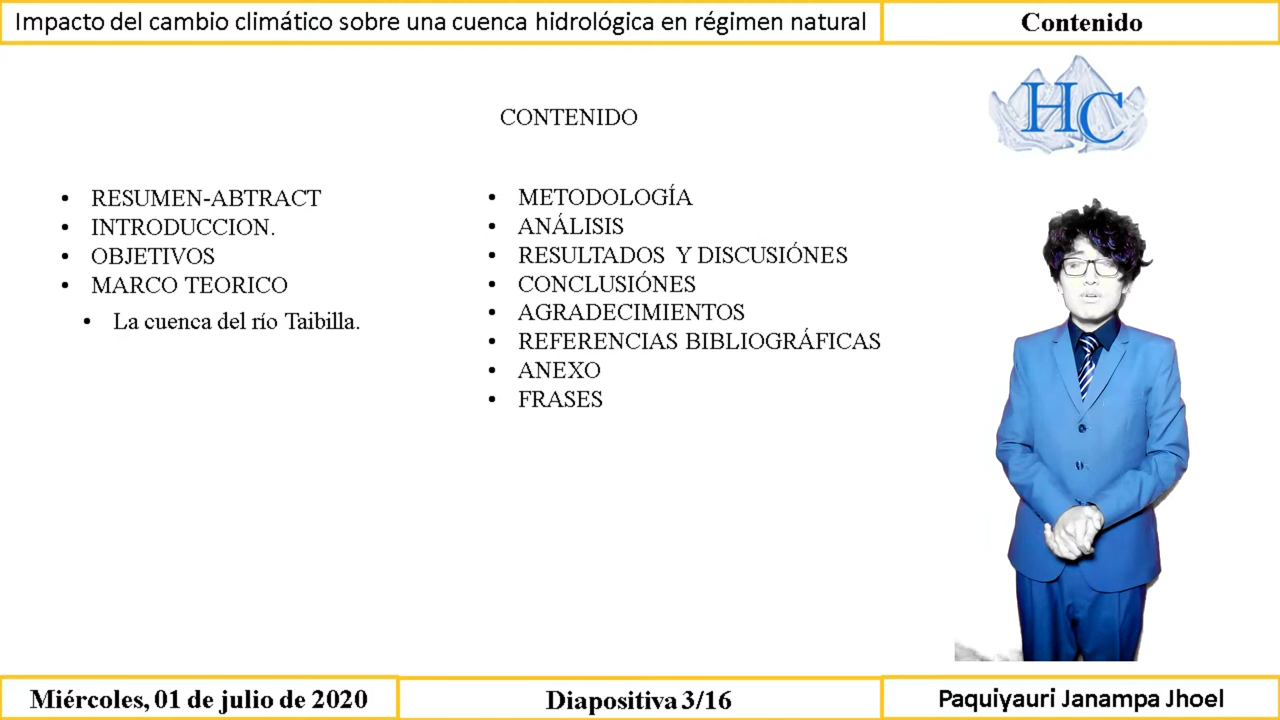 Impacto del cambio climático sobre una cuenca hidrológica en régimen natural
Contenido
HC
CONTENIDO
• RESUMEN-ABTRACT
• INTRODUCCION.
• OBJETIVOS
• MARCO TEORICO
• La cuenca del río Taibilla.
• METODOLOGÍA
• ANÁLISIS
• RESULTADOS Y DISCUSIÓNES
• CONCLUSIÓNES
• AGRADECIMIENTOS
• REFERENCIAS BIBLIOGRÁFICAS
• ANEXO
• FRASES
Miércoles, 01 de julio de 2020
Diapositiva 3/16
Paquiyauri Janampa Jhoel